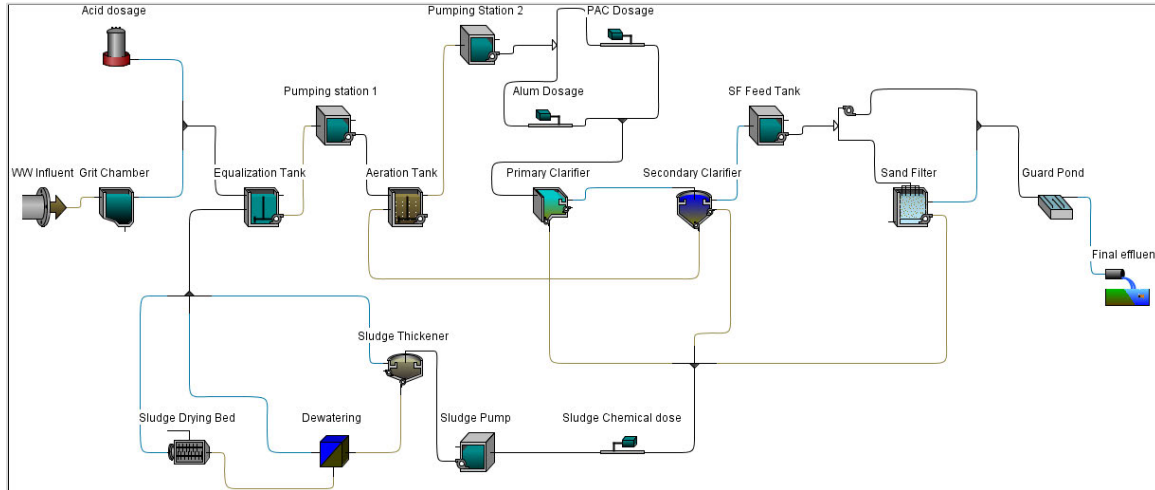 Acid dosage
Pumping Station 2
PAC Dosage
Pumping station 1
Alum Dosage
SF Feed Tank
WW Influent
Grit Chamber
Equalization Tank
Aeration Tank
Primary Clarifier
Secondary Clarifier
Sand Filter
Guard Pond
Final effluen
Sludge Thickener
Sludge Drying Bed
Dewatering
Sludge Pump
Sludge Chemical dose